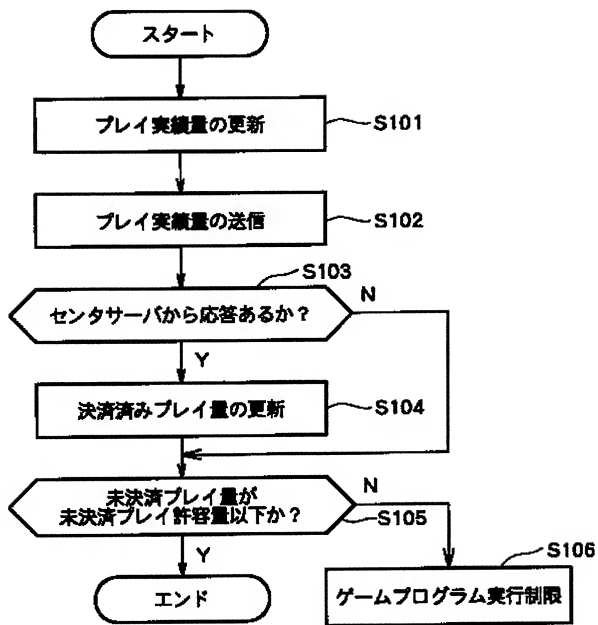 スタート
プレイ実績量の更新
S101
プレイ実績量の送信
S102
S103
センタサーバから応答あるか？
N
Y
決済済みプレイ量の更新
S104
未決済プレイ量が
未決済プレイ許容量以下か？
N
S105
Y
S106
エンド
ゲームプログラム実行制限